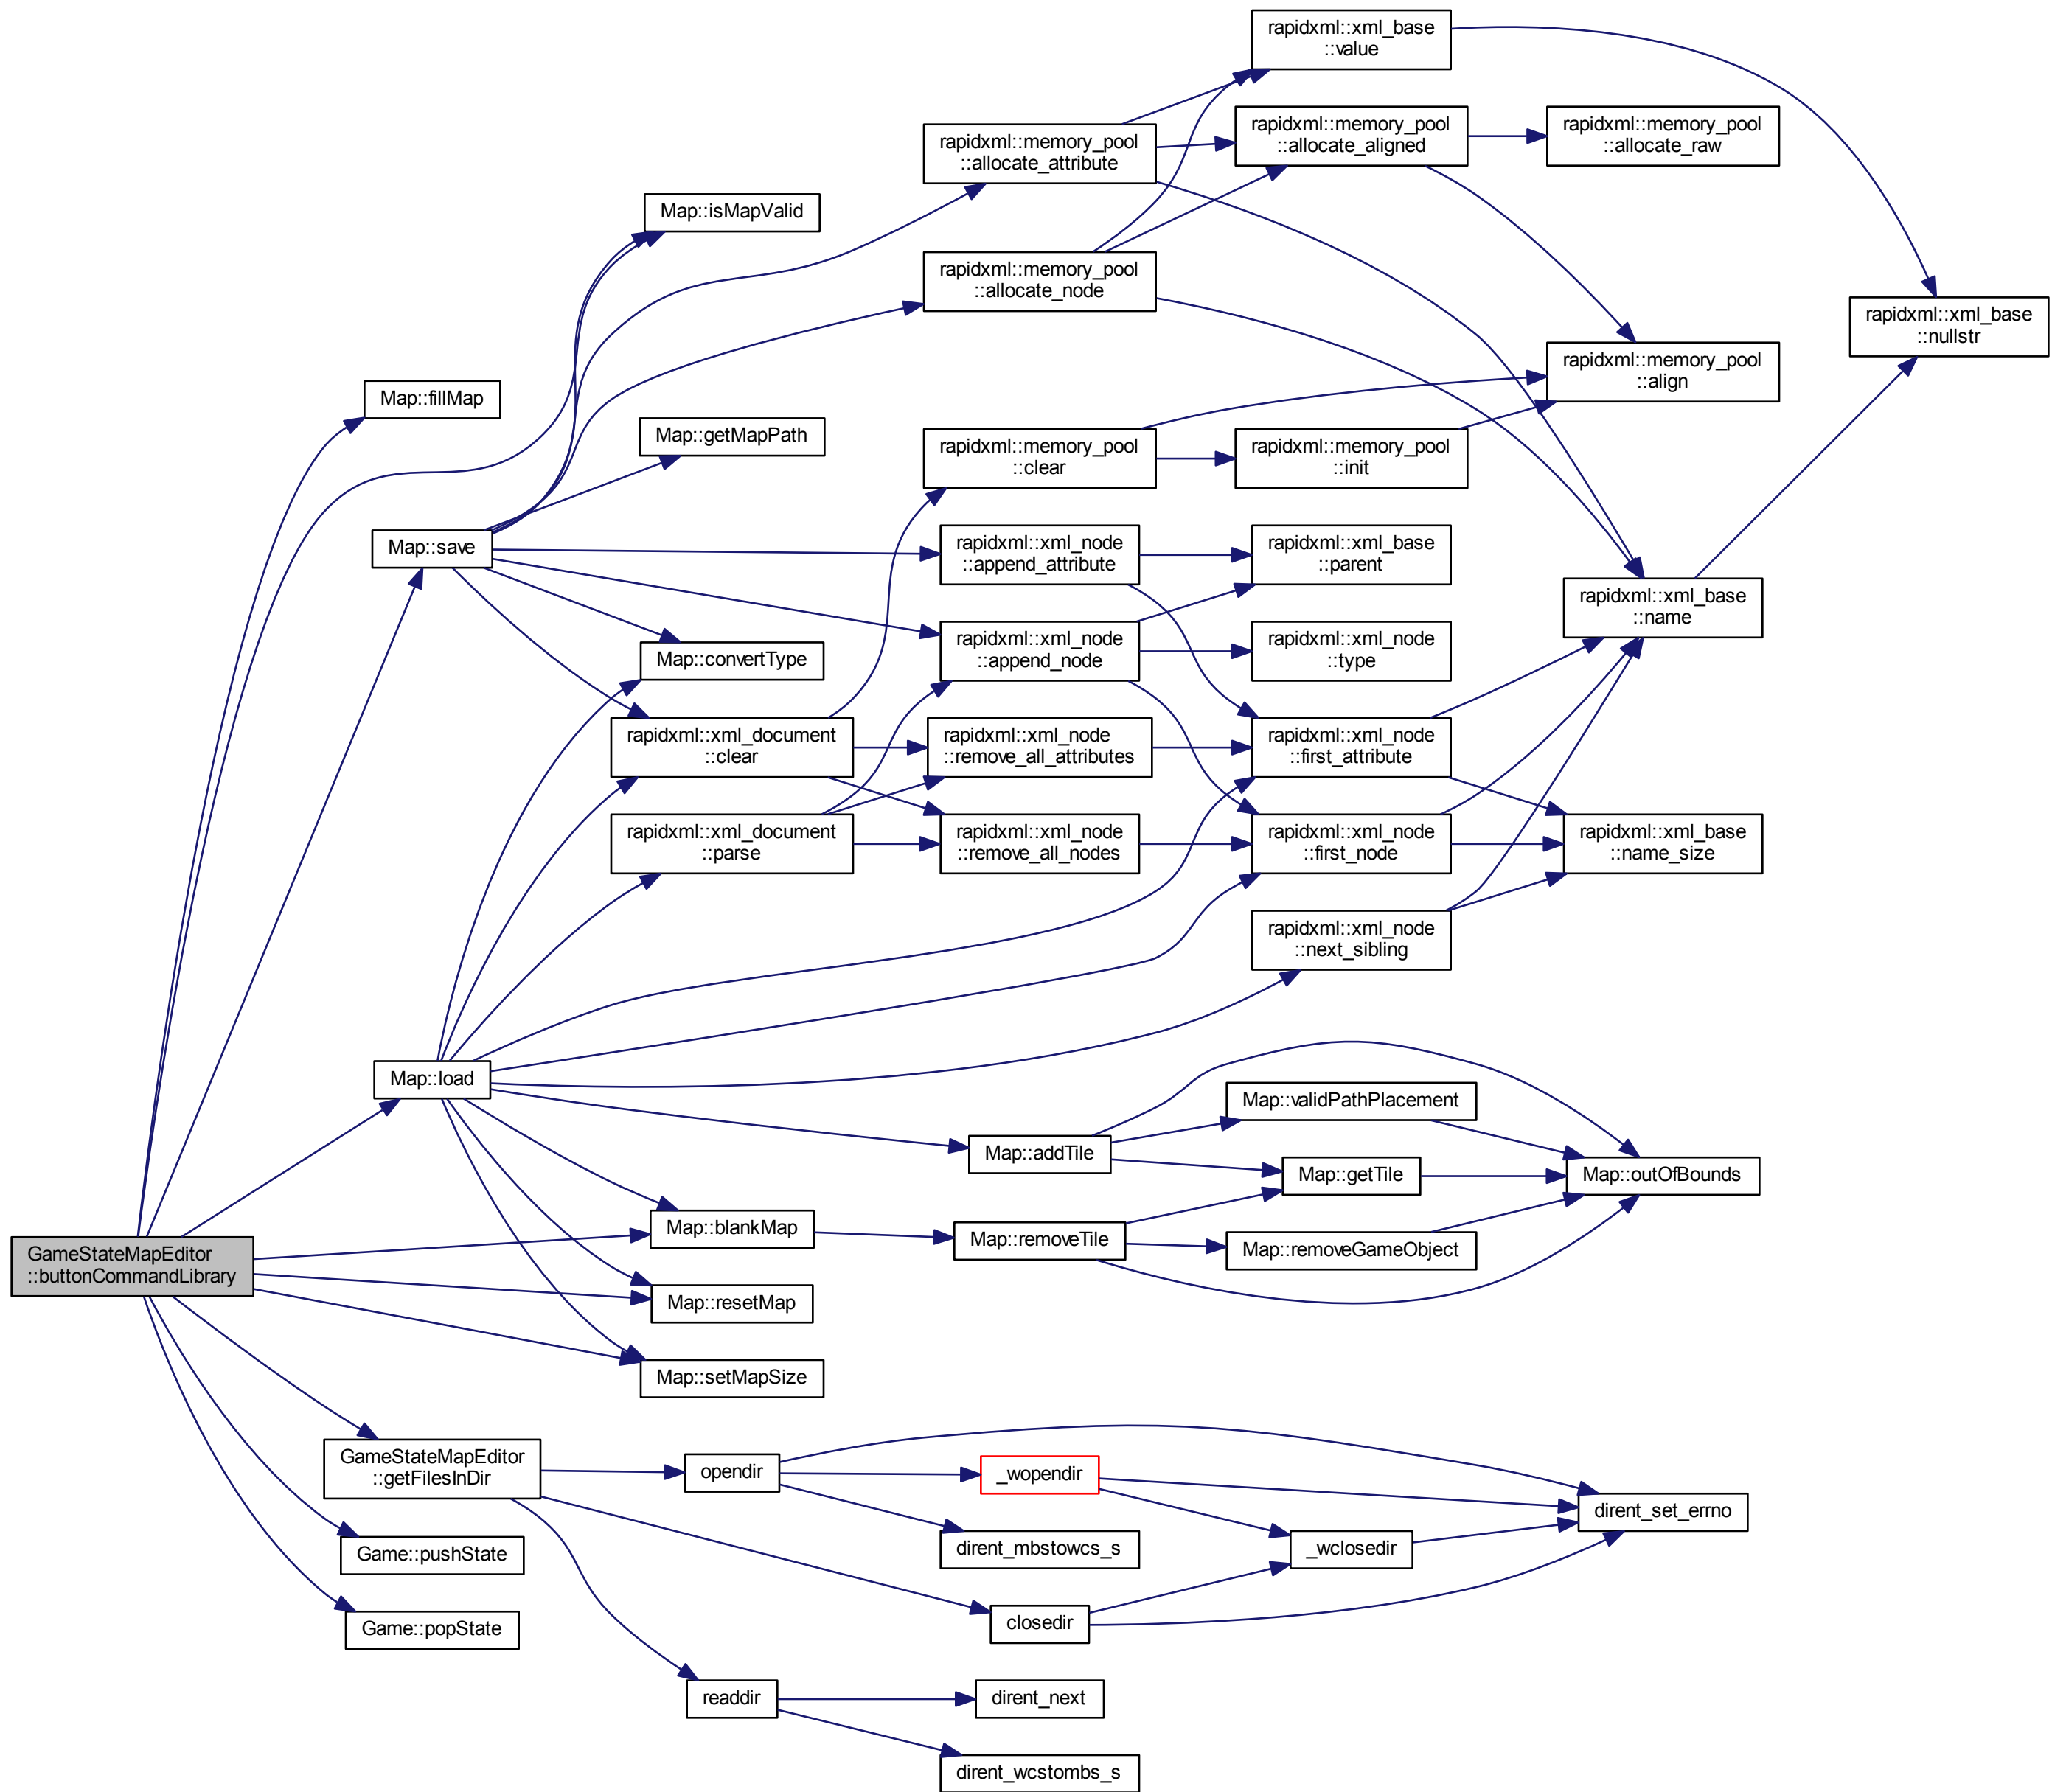 rapidxml::xml_base
::value
rapidxml::memory_pool
::allocate_aligned
rapidxml::memory_pool
::allocate_raw
rapidxml::memory_pool
::allocate_attribute
Map::isMapValid
rapidxml::memory_pool
::allocate_node
rapidxml::xml_base
::nullstr
rapidxml::memory_pool
::align
Map::fillMap
Map::getMapPath
rapidxml::memory_pool
::clear
rapidxml::memory_pool
::init
Map::save
rapidxml::xml_node
::append_attribute
rapidxml::xml_base
::parent
rapidxml::xml_base
::name
Map::convertType
rapidxml::xml_node
::append_node
rapidxml::xml_node
::type
rapidxml::xml_document
::clear
rapidxml::xml_node
::remove_all_attributes
rapidxml::xml_node
::first_attribute
rapidxml::xml_document
::parse
rapidxml::xml_node
::remove_all_nodes
rapidxml::xml_node
::first_node
rapidxml::xml_base
::name_size
rapidxml::xml_node
::next_sibling
Map::load
Map::validPathPlacement
Map::addTile
Map::getTile
Map::outOfBounds
Map::blankMap
Map::removeTile
Map::removeGameObject
GameStateMapEditor
::buttonCommandLibrary
Map::resetMap
Map::setMapSize
GameStateMapEditor
::getFilesInDir
opendir
_wopendir
dirent_set_errno
Game::pushState
dirent_mbstowcs_s
_wclosedir
Game::popState
closedir
readdir
dirent_next
dirent_wcstombs_s